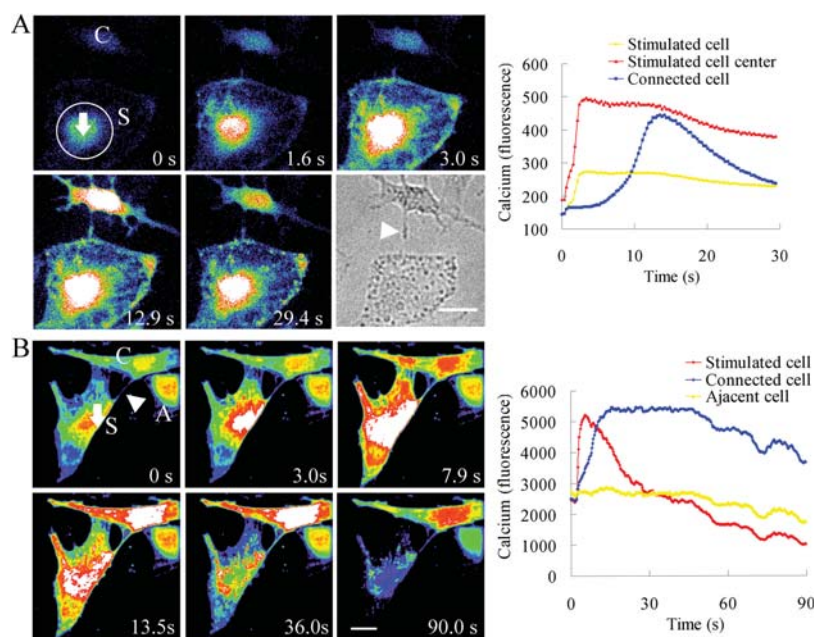 A
C
S
0 s
1.6 s
3.0 s
12.9 s
29.4 s
Stimulated cell
Stimulated cell center
Connected cell
Calcium (fluorescence)
600
500
400
300
200
100
0
10
20
30
Time (s)
B
C
S
A
0 s
3.0 s
7.9 s
13.5s
36.0s
90.0 s
Stimulated cell
Connected cell
Ajacent cell
Calcium (fluorescence)
6000
5000
4000
3000
2000
1000
0
0
30
60
90
Time (s)